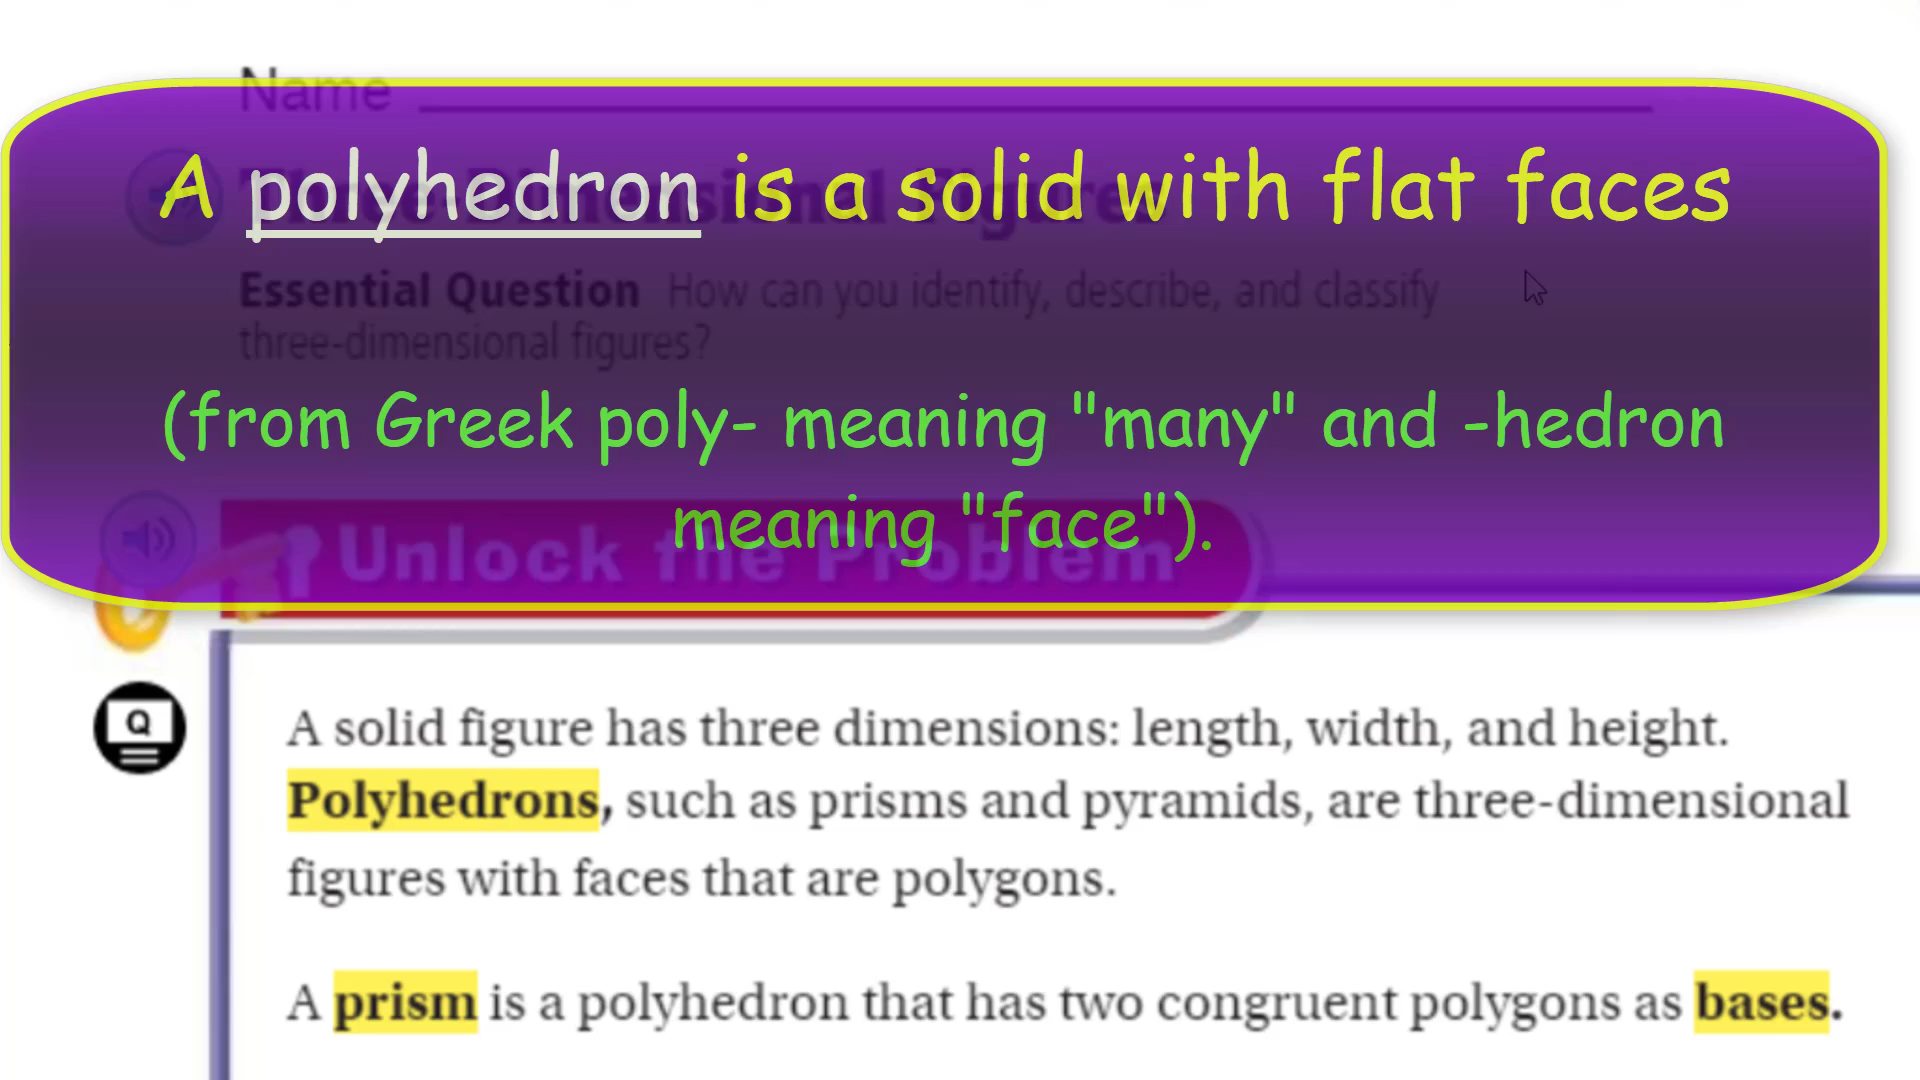 Name
A polyhedron is a solid with flat faces
Essential Question How can you identify, describe, and classify
three-dimensional figures?
(from Greek poly- meaning "many" and -hedron
meaning "face").
Unlock the Problem
Q
A solid figure has three dimensions: length, width, and height.
Polyhedrons, such as prisms and pyramids, are three-dimensional
figures with faces that are polygons.
A prism is a polyhedron that has two congruent polygons as bases.